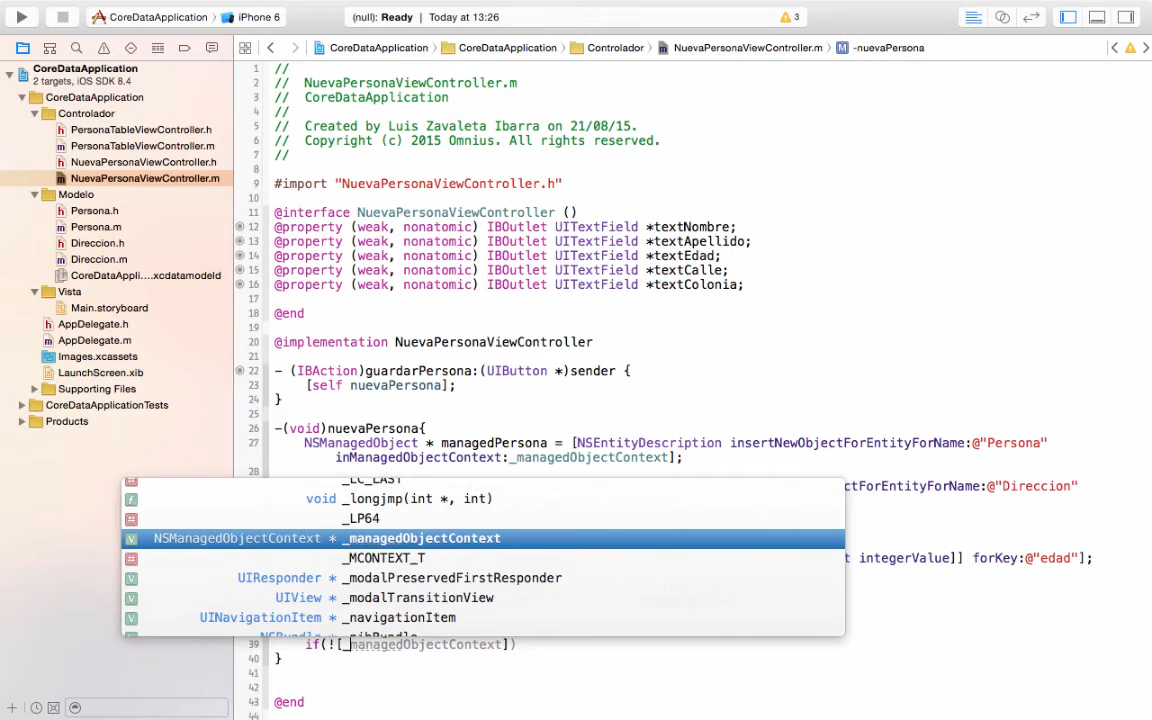 CoreDataApplication 〉 iPhone 6
(null): Ready | Today at 13:26
3
CoreDataApplication 〉 CoreDataApplication 〉 Controlador 〉 NuevaPersonaViewController.m 〉 M -nuevaPersona
CoreDataApplication
2 targets, iOS SDK 8.4
CoreDataApplication
Controlador
h PersonaTableViewController.h
m PersonaTableViewController.m
h NuevaPersonaViewController.h
m NuevaPersonaViewController.m
Modelo
h Persona.h
m Persona.m
h Direccion.h
m Direccion.m
CoreDataAppli....xcdatamodeld
Vista
Main.storyboard
h AppDelegate.h
m AppDelegate.m
Images.xcassets
LaunchScreen.xib
Supporting Files
CoreDataApplicationTests
Products
1 //
2 // NuevaPersonaViewController.m
3 // CoreDataApplication
4 //
5 // Created by Luis Zavaleta Ibarra on 21/08/15.
6 // Copyright (c) 2015 Omnius. All rights reserved.
7 //
8
9 #import "NuevaPersonaViewController.h"
10
11 @interface NuevaPersonaViewController ()
12 @property (weak, nonatomic) IBOutlet UITextField *textNombre;
13 @property (weak, nonatomic) IBOutlet UITextField *textApellido;
14 @property (weak, nonatomic) IBOutlet UITextField *textEdad;
15 @property (weak, nonatomic) IBOutlet UITextField *textCalle;
16 @property (weak, nonatomic) IBOutlet UITextField *textColonia;
17
18 @end
19
20 @implementation NuevaPersonaViewController
21
22 - (IBAction)guardarPersona:(UIButton *)sender {
23 [self nuevaPersona];
24 }
25
26 -(void)nuevaPersona{
27 NSManagedObject * managedPersona = [NSEntityDescription insertNewObjectForEntityForName:@"Persona"
inManagedObjectContext:_managedObjectContext];
28
# _LC_LAST
ctForEntityForName:@"Direccion"
f void _longjmp(int *, int)
# _LP64
V NSManagedObjectContext * _managedObjectContext
# _MCONTEXT_T
t integerValue]] forKey:@"edad"];
V UIResponder * _modalPreservedFirstResponder
V UIView * _modalTransitionView
V UINavigationItem * _navigationItem
NSBundle * _nibBundle
39 if(![_managedObjectContext])
40 }
41
42
43 @end
44